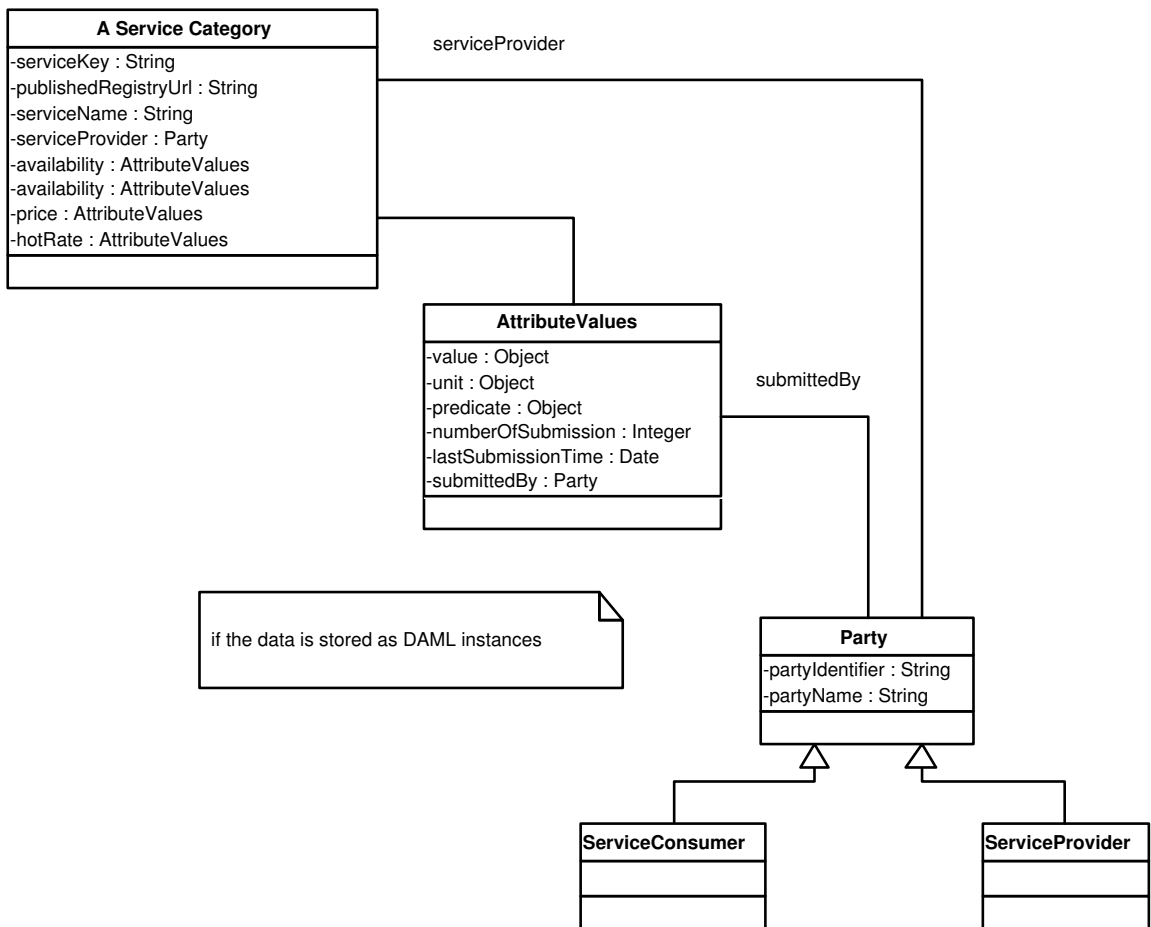 A Service Category
-serviceKey : String
-publishedRegistryUrl : String
-serviceName : String
-serviceProvider : Party
-availability : AttributeValues
-availability : AttributeValues
-price : AttributeValues
-hotRate : AttributeValues
serviceProvider
AttributeValues
-value : Object
-unit : Object
-predicate : Object
-numberOfSubmission : Integer
-lastSubmissionTime : Date
-submittedBy : Party
submittedBy
if the data is stored as DAML instances
Party
-partyIdentifier : String
-partyName : String
ServiceConsumer
ServiceProvider